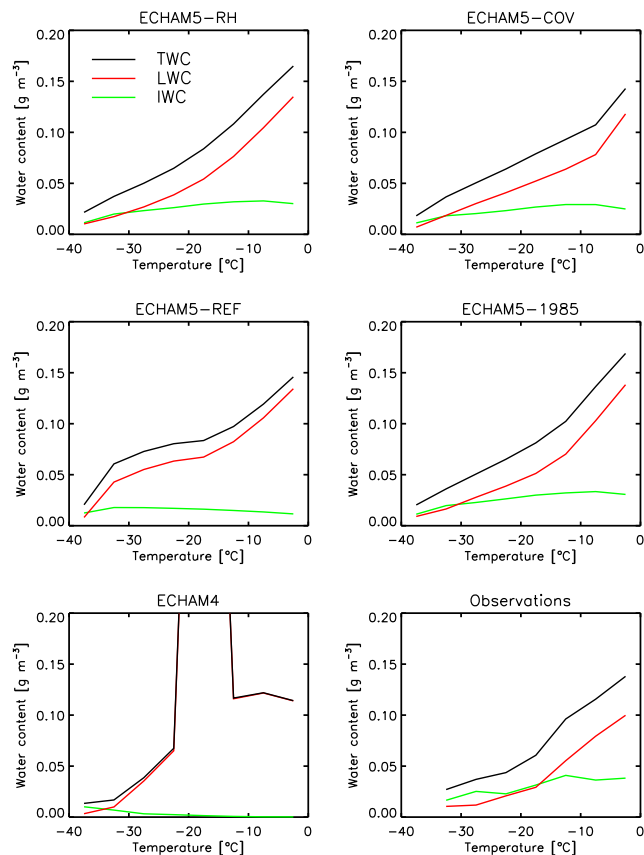 ECHAM5-RH
Water content [g m⁻³]
0.20
0.15
0.10
0.05
0.00
TWC
LWC
IWC
-40 -30 -20 -10 0
Temperature [°C]
ECHAM5-COV
Water content [g m⁻³]
0.20
0.15
0.10
0.05
0.00
-40 -30 -20 -10 0
Temperature [°C]
ECHAM5-REF
Water content [g m⁻³]
0.20
0.15
0.10
0.05
0.00
-40 -30 -20 -10 0
Temperature [°C]
ECHAM5-1985
Water content [g m⁻³]
0.20
0.15
0.10
0.05
0.00
-40 -30 -20 -10 0
Temperature [°C]
ECHAM4
Water content [g m⁻³]
0.20
0.15
0.10
0.05
0.00
-40 -30 -20 -10 0
Temperature [°C]
Observations
Water content [g m⁻³]
0.20
0.15
0.10
0.05
0.00
-40 -30 -20 -10 0
Temperature [°C]